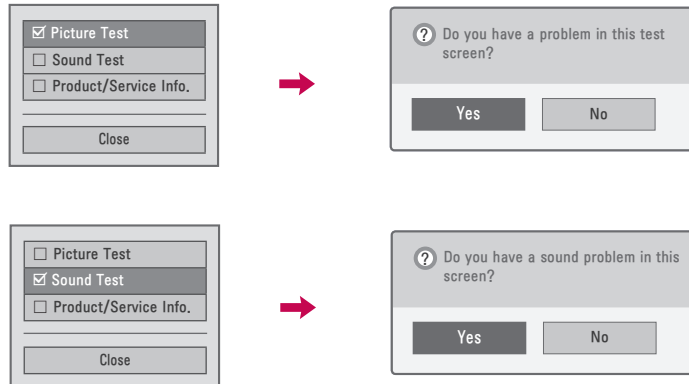 Picture Test
Sound Test
Product/Service Info.
Close
Do you have a problem in this test
screen?
Yes
No
Picture Test
Sound Test
Product/Service Info.
Close
Do you have a sound problem in this
screen?
Yes
No